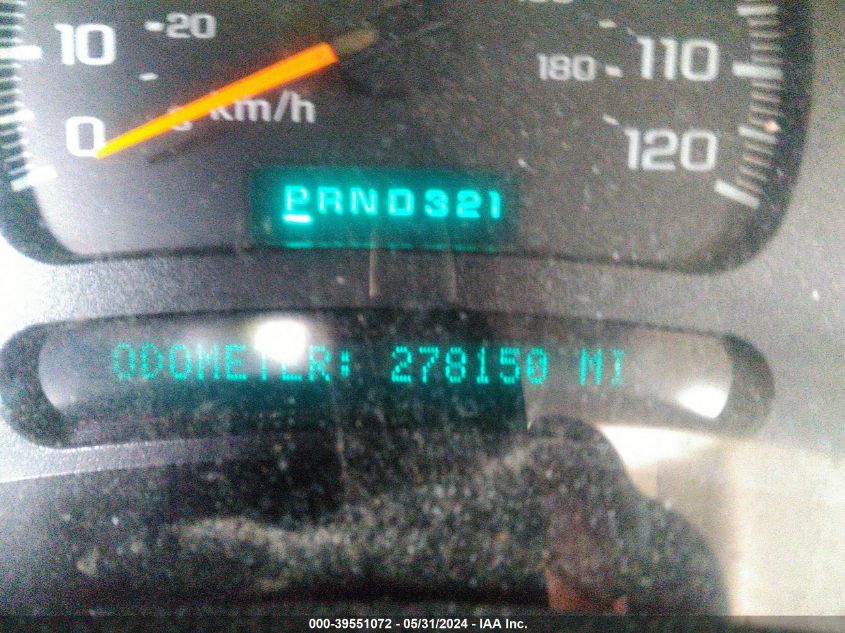 10 20 180 110
0 km/h 120
PRND321
ODOMETER: 278150 MI
000-39551072 - 05/31/2024 - IAA Inc.